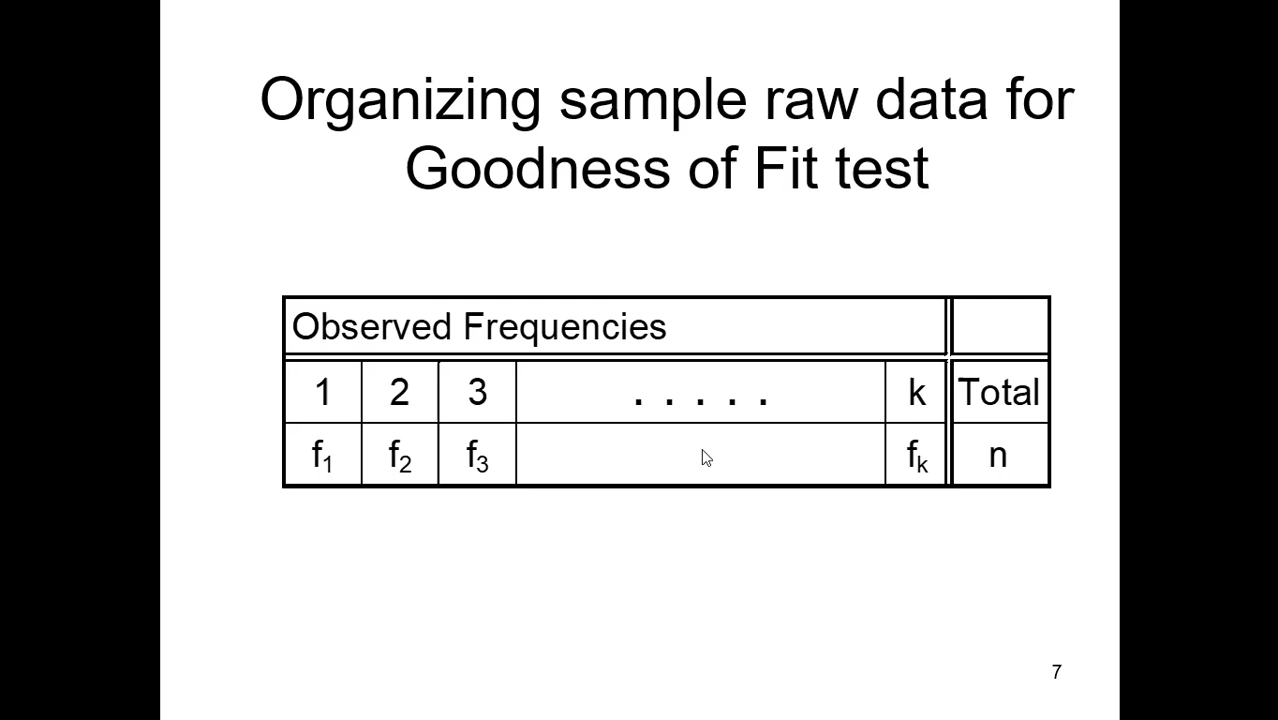 Organizing sample raw data for
Goodness of Fit test
Observed Frequencies
1 2 3 . . . . . k Total
f₁ f₂ f₃ fₖ n
7